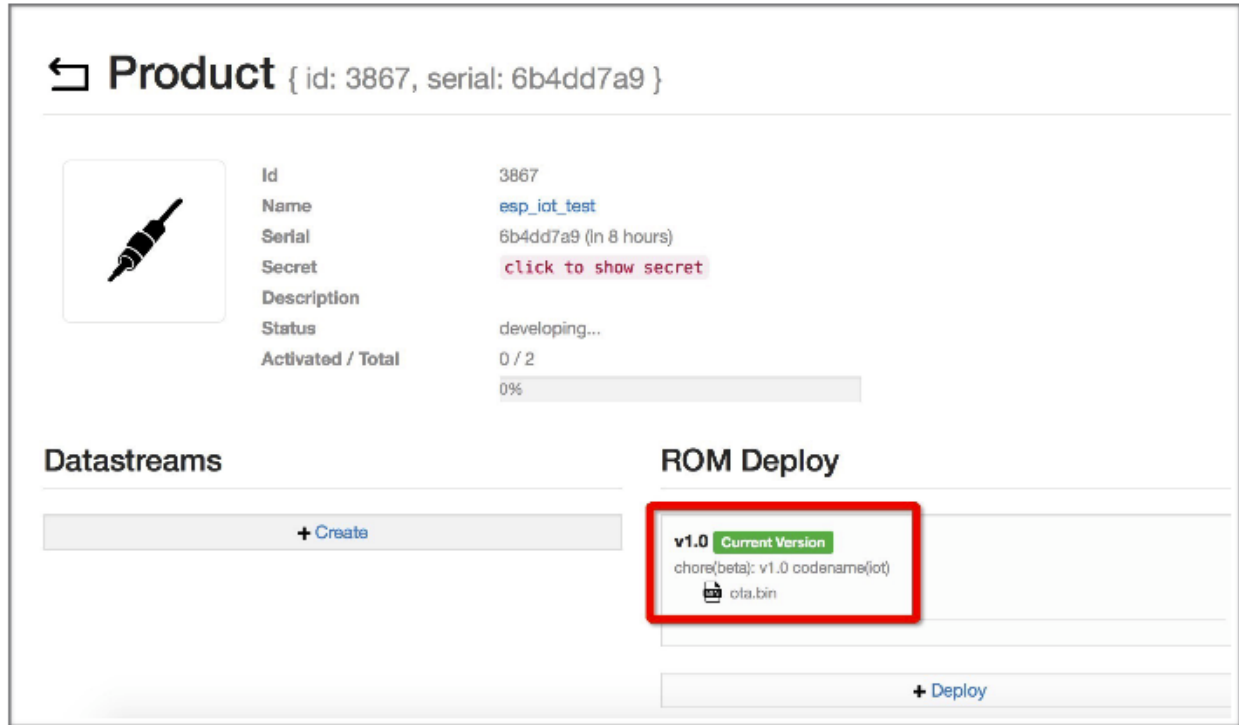 Product { id: 3867, serial: 6b4dd7a9 }
Id 3867
Name esp_iot_test
Serial 6b4dd7a9 (in 8 hours)
Secret click to show secret
Description
Status developing...
Activated / Total 0 / 2
0%
Datastreams
+ Create
ROM Deploy
v1.0 Current Version
chore(beta): v1.0 codename(iot)
ota.bin
+ Deploy